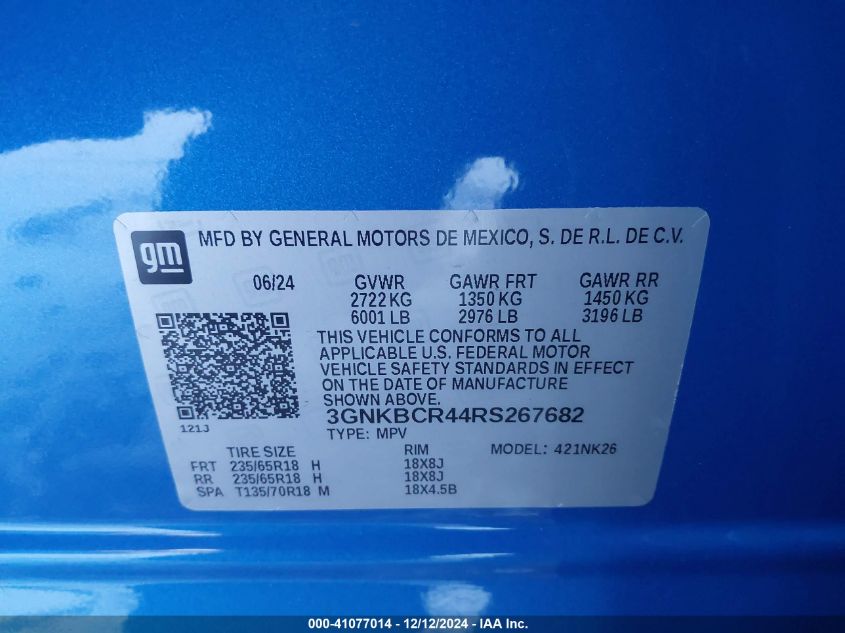 gm
MFD BY GENERAL MOTORS DE MEXICO, S. DE R.L. DE C.V.
06/24 GVWR GAWR FRT GAWR RR
2722 KG 1350 KG 1450 KG
6001 LB 2976 LB 3196 LB
THIS VEHICLE CONFORMS TO ALL
APPLICABLE U.S. FEDERAL MOTOR
VEHICLE SAFETY STANDARDS IN EFFECT
ON THE DATE OF MANUFACTURE
SHOWN ABOVE.
121J 3GNKBCR44RS267682
TYPE: MPV
TIRE SIZE RIM MODEL: 421NK26
FRT 235/65R18 H 18X8J
RR 235/65R18 H 18X8J
SPA T135/70R18 M 18X4.5B
000-41077014 - 12/12/2024 - IAA Inc.